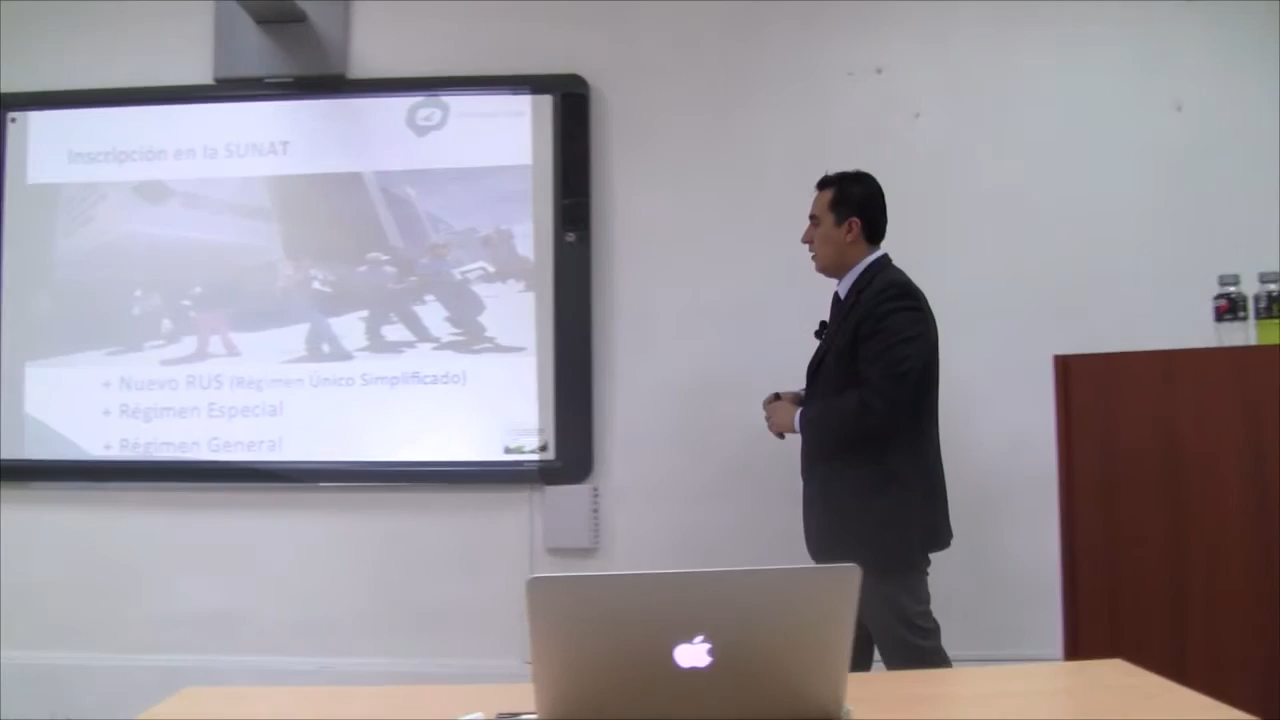 Inscripción en la SUNAT
+ Nuevo RUS (Régimen Único Simplificado)
+ Régimen Especial
+ Régimen General